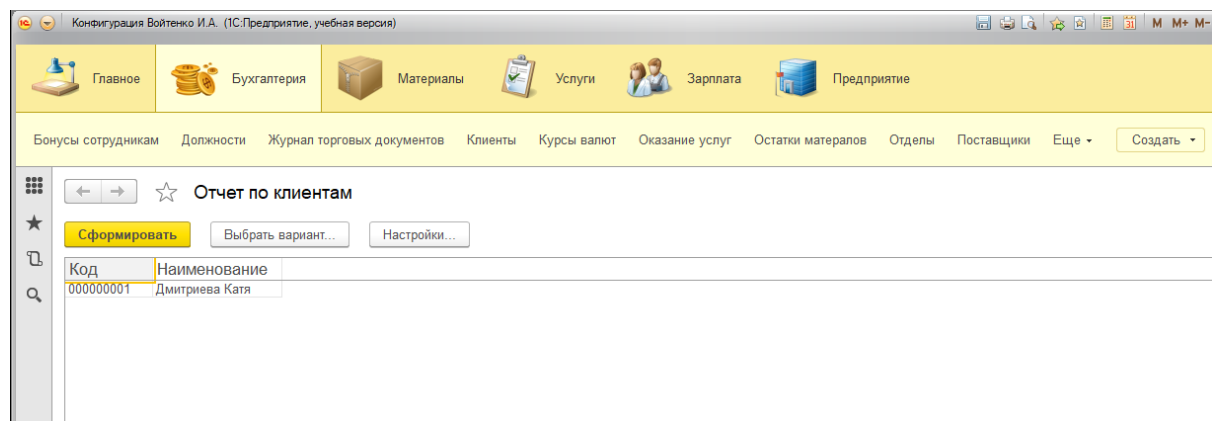 Конфигурация Войтенко И.А. (1С:Предприятие, учебная версия) 31 M M+ M-
Главное Бухгалтерия Материалы Услуги Зарплата Предприятие
Бонусы сотрудникам Должности Журнал торговых документов Клиенты Курсы валют Оказание услуг Остатки матералов Отделы Поставщики Еще Создать
Отчет по клиентам
Сформировать Выбрать вариант... Настройки...
Код Наименование
000000001 Дмитриева Катя